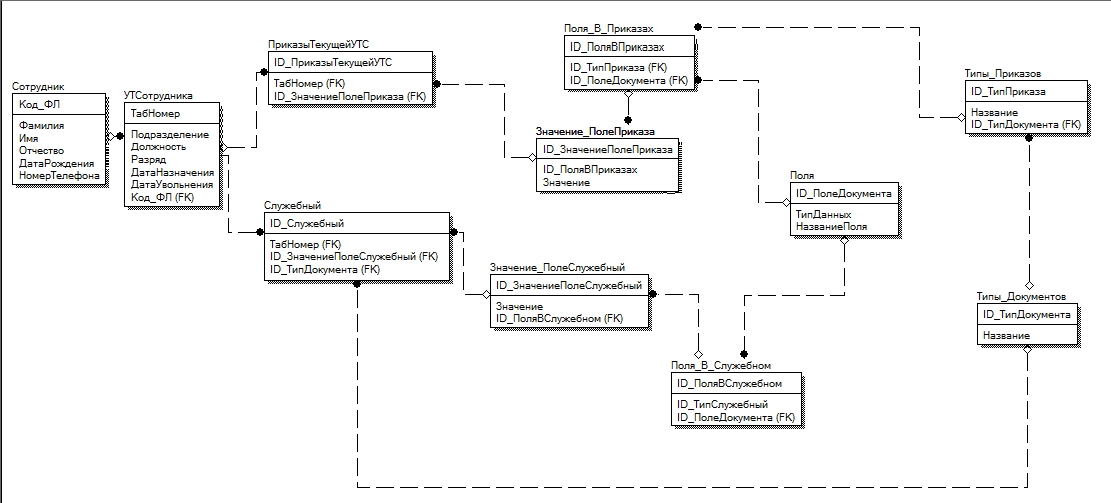 Сотрудник
Код_ФЛ
Фамилия
Имя
Отчество
ДатаРождения
НомерТелефона
УТСотрудника
ТабНомер
Подразделение
Должность
Разряд
ДатаНазначения
ДатаУвольнения
Код_ФЛ (FK)
ПриказыТекущейУТС
ID_ПриказыТекущейУТС
ТабНомер (FK)
ID_ЗначениеПолеПриказа (FK)
Поля_В_Приказах
ID_ПоляВПриказах
ID_ТипПриказа (FK)
ID_ПолеДокумента (FK)
Типы_Приказов
ID_ТипПриказа
Название
ID_ТипДокумента (FK)
Значение_ПолеПриказа
ID_ЗначениеПолеПриказа
ID_ПоляВПриказах
Значение
Поля
ID_ПолеДокумента
ТипДанных
НазваниеПоля
Служебный
ID_Служебный
ТабНомер (FK)
ID_ЗначениеПолеСлужебный (FK)
ID_ТипДокумента (FK)
Значение_ПолеСлужебный
ID_ЗначениеПолеСлужебный
Значение
ID_ПоляВСлужебном (FK)
Типы_Документов
ID_ТипДокумента
Название
Поля_В_Служебном
ID_ПоляВСлужебном
ID_ТипСлужебный
ID_ПолеДокумента (FK)